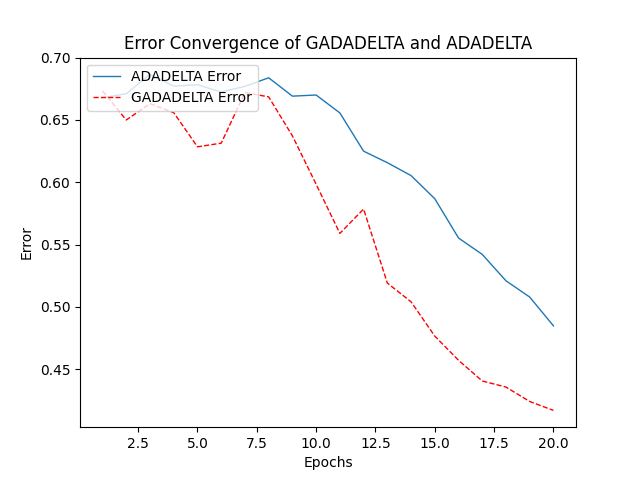 Error Convergence of GADADELTA and ADADELTA
ADADELTA Error
GADADELTA Error
0.70
0.65
0.60
0.55
0.50
0.45
Error
2.5 5.0 7.5 10.0 12.5 15.0 17.5 20.0
Epochs